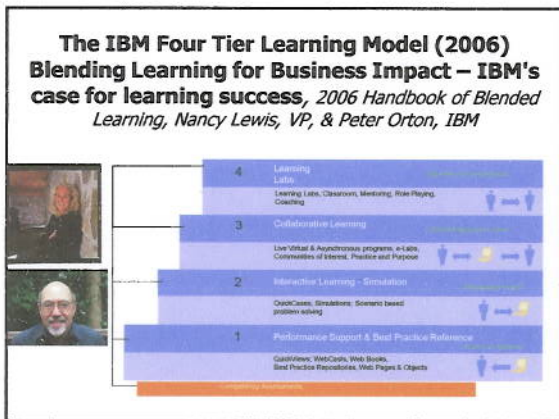 The IBM Four Tier Learning Model (2006)
Blending Learning for Business Impact – IBM's
case for learning success, 2006 Handbook of Blended
Learning, Nancy Lewis, VP, & Peter Orton, IBM
4
Learning
Labs
Learning Labs, Classroom, Mentoring, Role Playing,
Coaching
3
Collaborative Learning
Live Virtual & Asynchronous programs, e-Labs,
Communities of Interest, Practice and Purpose
2
Interactive Learning - Simulation
QuickCases; Simulations; Scenario based
problem solving
1
Performance Support & Best Practice Reference
QuickViews; WebCasts, Web Books,
Best Practice Repositories, Web Pages & Objects